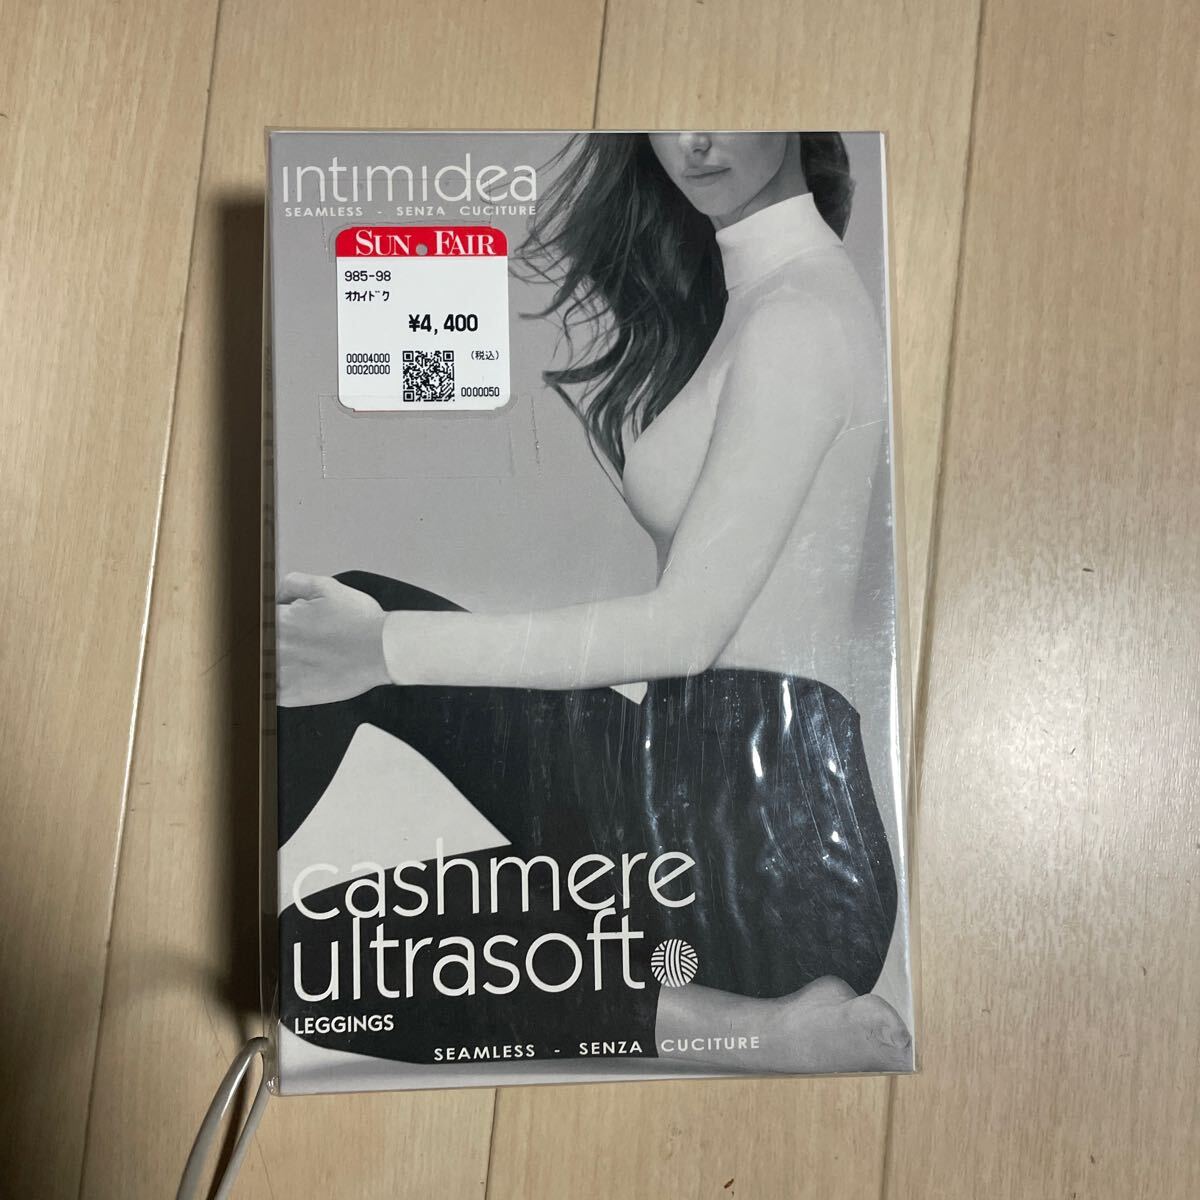 intimidea
SEAMLESS - SENZA CUCITURE
SUN・FAIR
985-98
ｵｶｲﾄﾞｸ
¥4,400
(税込)
00004000
00020000
0000050
cashmere
ultrasoft
LEGGINGS
SEAMLESS - SENZA CUCITURE